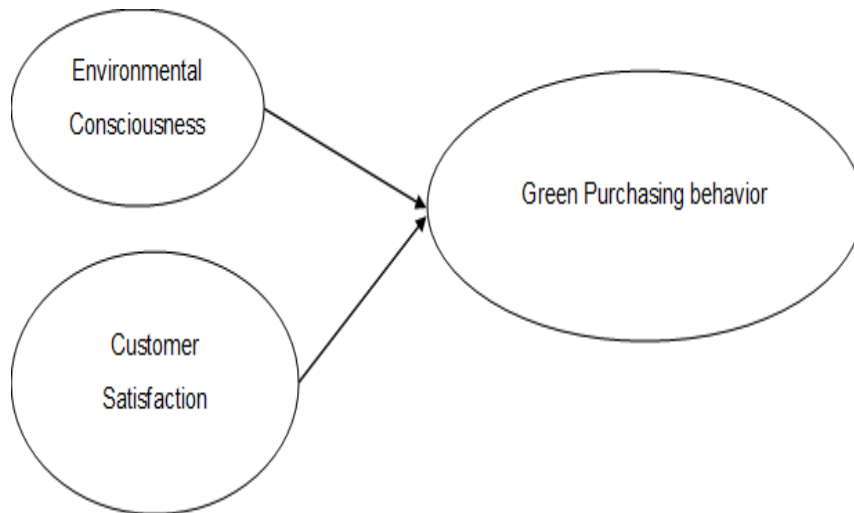 Environmental
Consciousness
Green Purchasing behavior
Customer
Satisfaction